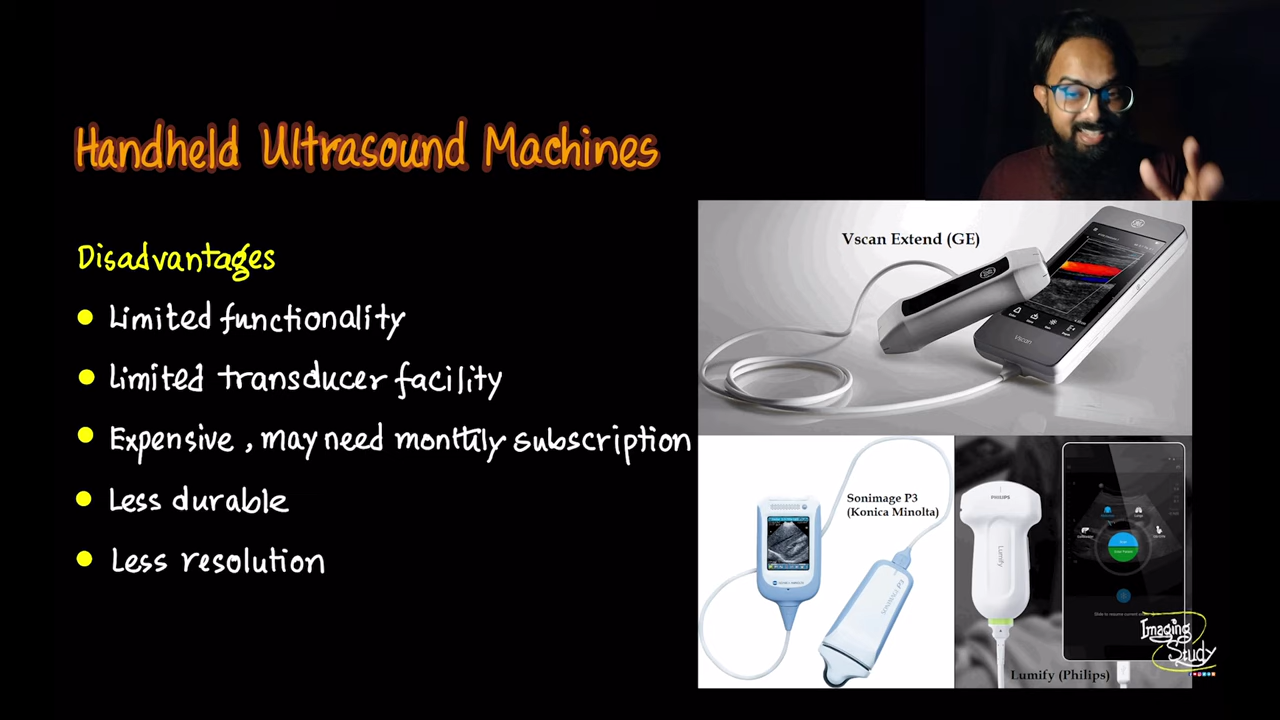 Handheld Ultrasound Machines
Disadvantages
Limited functionality
Limited transducer facility
Expensive, may need monthly subscription
Less durable
Less resolution
Vscan Extend (GE)
Vscan
Sonimage P3
(Konica Minolta)
PHILIPS
Lumify
Lumify (Philips)
Imaging
Study